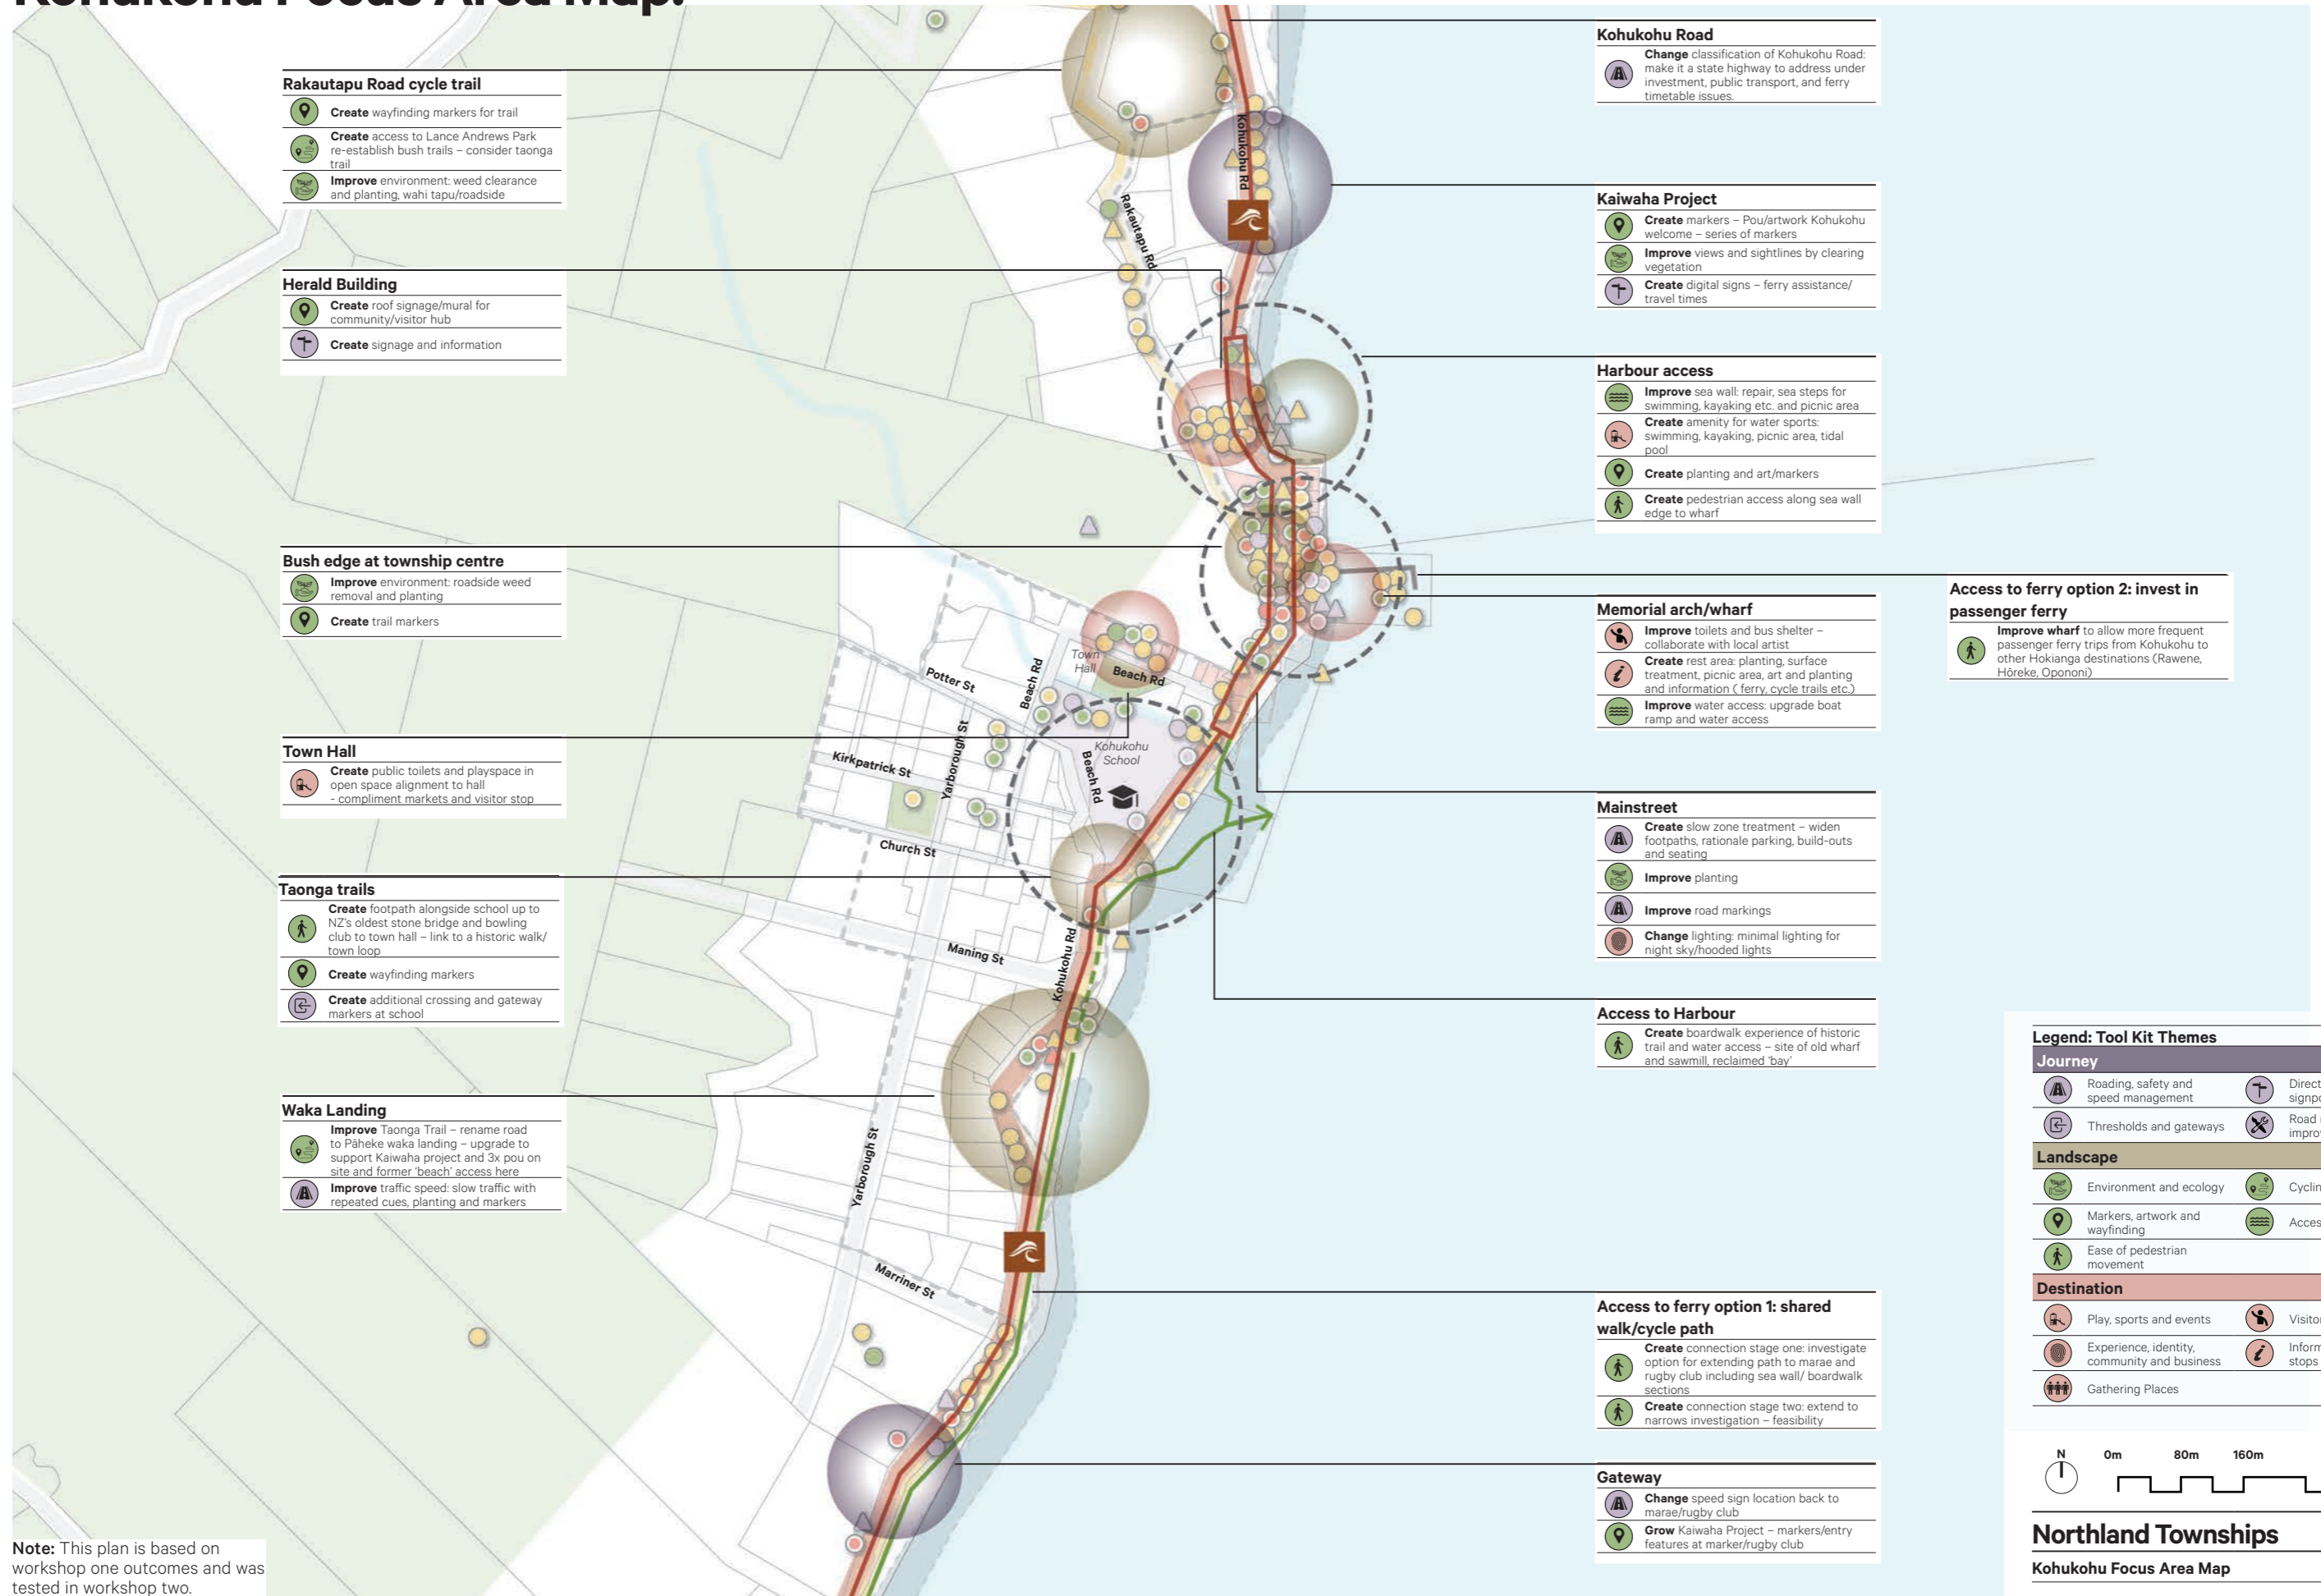 Kohukohu Focus Area Map.
Rakautapu Road cycle trail
Create wayfinding markers for trail
Create access to Lance Andrews Park
re-establish bush trails – consider taonga
trail
Improve environment: weed clearance
and planting, wahi tapu/roadside
Herald Building
Create roof signage/mural for
community/visitor hub
Create signage and information
Bush edge at township centre
Improve environment: roadside weed
removal and planting
Create trail markers
Town Hall
Create public toilets and playspace in
open space alignment to hall
- compliment markets and visitor stop
Taonga trails
Create footpath alongside school up to
NZ's oldest stone bridge and bowling
club to town hall – link to a historic walk/
town loop
Create wayfinding markers
Create additional crossing and gateway
markers at school
Waka Landing
Improve Taonga Trail – rename road
to Pāheke waka landing – upgrade to
support Kaiwaha project and 3x pou on
site and former 'beach' access here
Improve traffic speed: slow traffic with
repeated cues, planting and markers
Note: This plan is based on
workshop one outcomes and was
tested in workshop two.
Kohukohu Rd
Rakautapu Rd
Town
Hall
Beach Rd
Beach Rd
Potter St
Yarborough St
Kirkpatrick St
Kohukohu
School
Beach Rd
Church St
Maning St
Kohukohu Rd
Yarborough St
Marriner St
Kohukohu Road
Change classification of Kohukohu Road:
make it a state highway to address under
investment, public transport, and ferry
timetable issues.
Kaiwaha Project
Create markers – Pou/artwork Kohukohu
welcome – series of markers
Improve views and sightlines by clearing
vegetation
Create digital signs – ferry assistance/
travel times
Harbour access
Improve sea wall: repair, sea steps for
swimming, kayaking etc. and picnic area
Create amenity for water sports:
swimming, kayaking, picnic area, tidal
pool
Create planting and art/markers
Create pedestrian access along sea wall
edge to wharf
Memorial arch/wharf
Improve toilets and bus shelter –
collaborate with local artist
Create rest area: planting, surface
treatment, picnic area, art and planting
and information ( ferry, cycle trails etc.)
Improve water access: upgrade boat
ramp and water access
Access to ferry option 2: invest in
passenger ferry
Improve wharf to allow more frequent
passenger ferry trips from Kohukohu to
other Hokianga destinations (Rawene,
Hōreke, Opononi)
Mainstreet
Create slow zone treatment – widen
footpaths, rationale parking, build-outs
and seating
Improve planting
Improve road markings
Change lighting: minimal lighting for
night sky/hooded lights
Access to Harbour
Create boardwalk experience of historic
trail and water access – site of old wharf
and sawmill, reclaimed 'bay'
Access to ferry option 1: shared
walk/cycle path
Create connection stage one: investigate
option for extending path to marae and
rugby club including sea wall/ boardwalk
sections
Create connection stage two: extend to
narrows investigation – feasibility
Gateway
Change speed sign location back to
marae/rugby club
Grow Kaiwaha Project – markers/entry
features at marker/rugby club
Legend: Tool Kit Themes
Journey
Roading, safety and
speed management
Thresholds and gateways
Road
Landscape
Environment and ecology
Markers, artwork and
wayfinding
Ease of pedestrian
movement
Destination
Play, sports and events
Experience, identity,
community and business
stops
Gathering Places
N
0m 80m 160m
Northland Townships
Kohukohu Focus Area Map